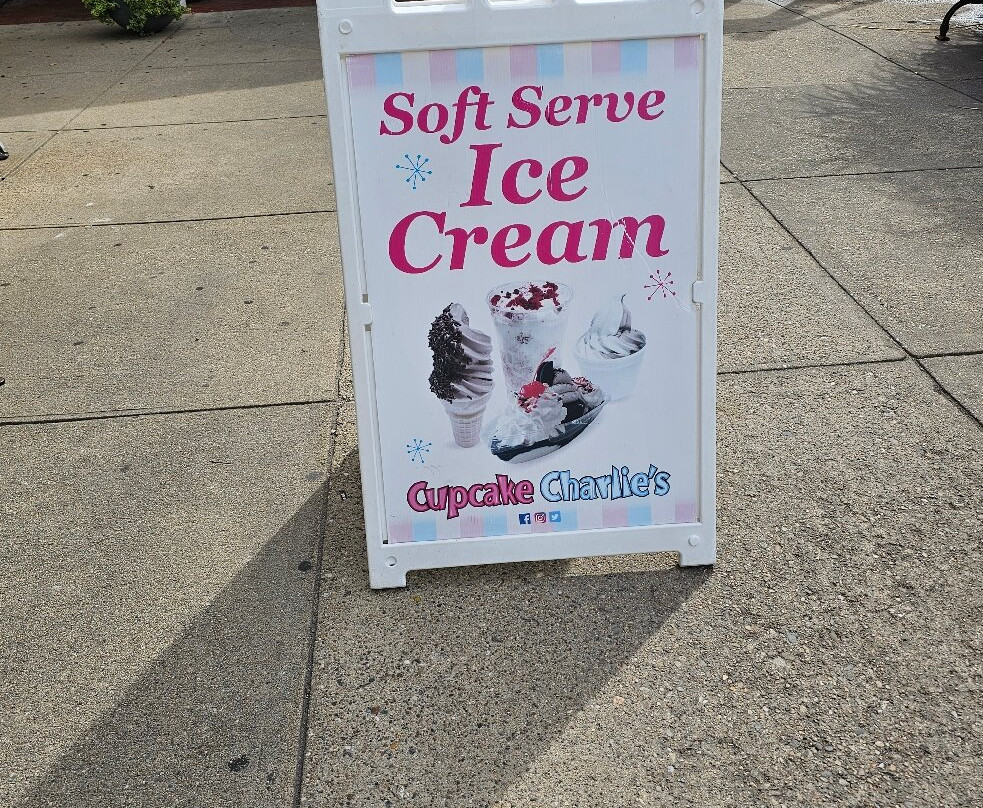 Soft Serve
Ice
Cream
Cupcake Charlie's